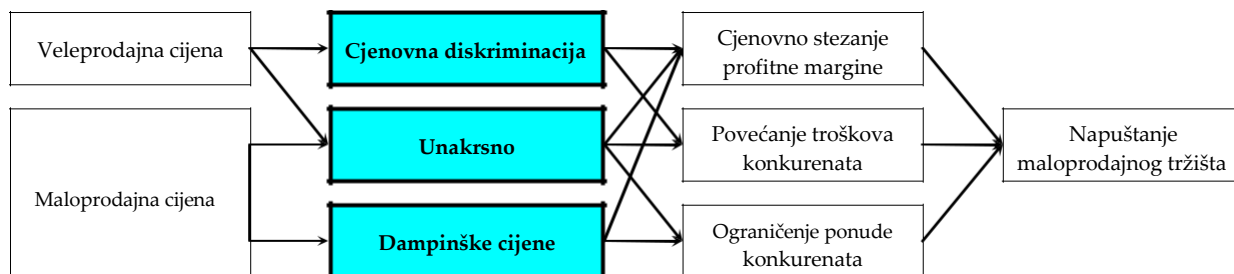 Veleprodajna cijena
Cjenovna diskriminacija
Cjenovno stezanje
profitne margine
Maloprodajna cijena
Unakrsno
Povećanje troškova
konkurenata
Napuštanje
maloprodajnog tržišta
Dampinške cijene
Ograničenje ponude
konkurenata